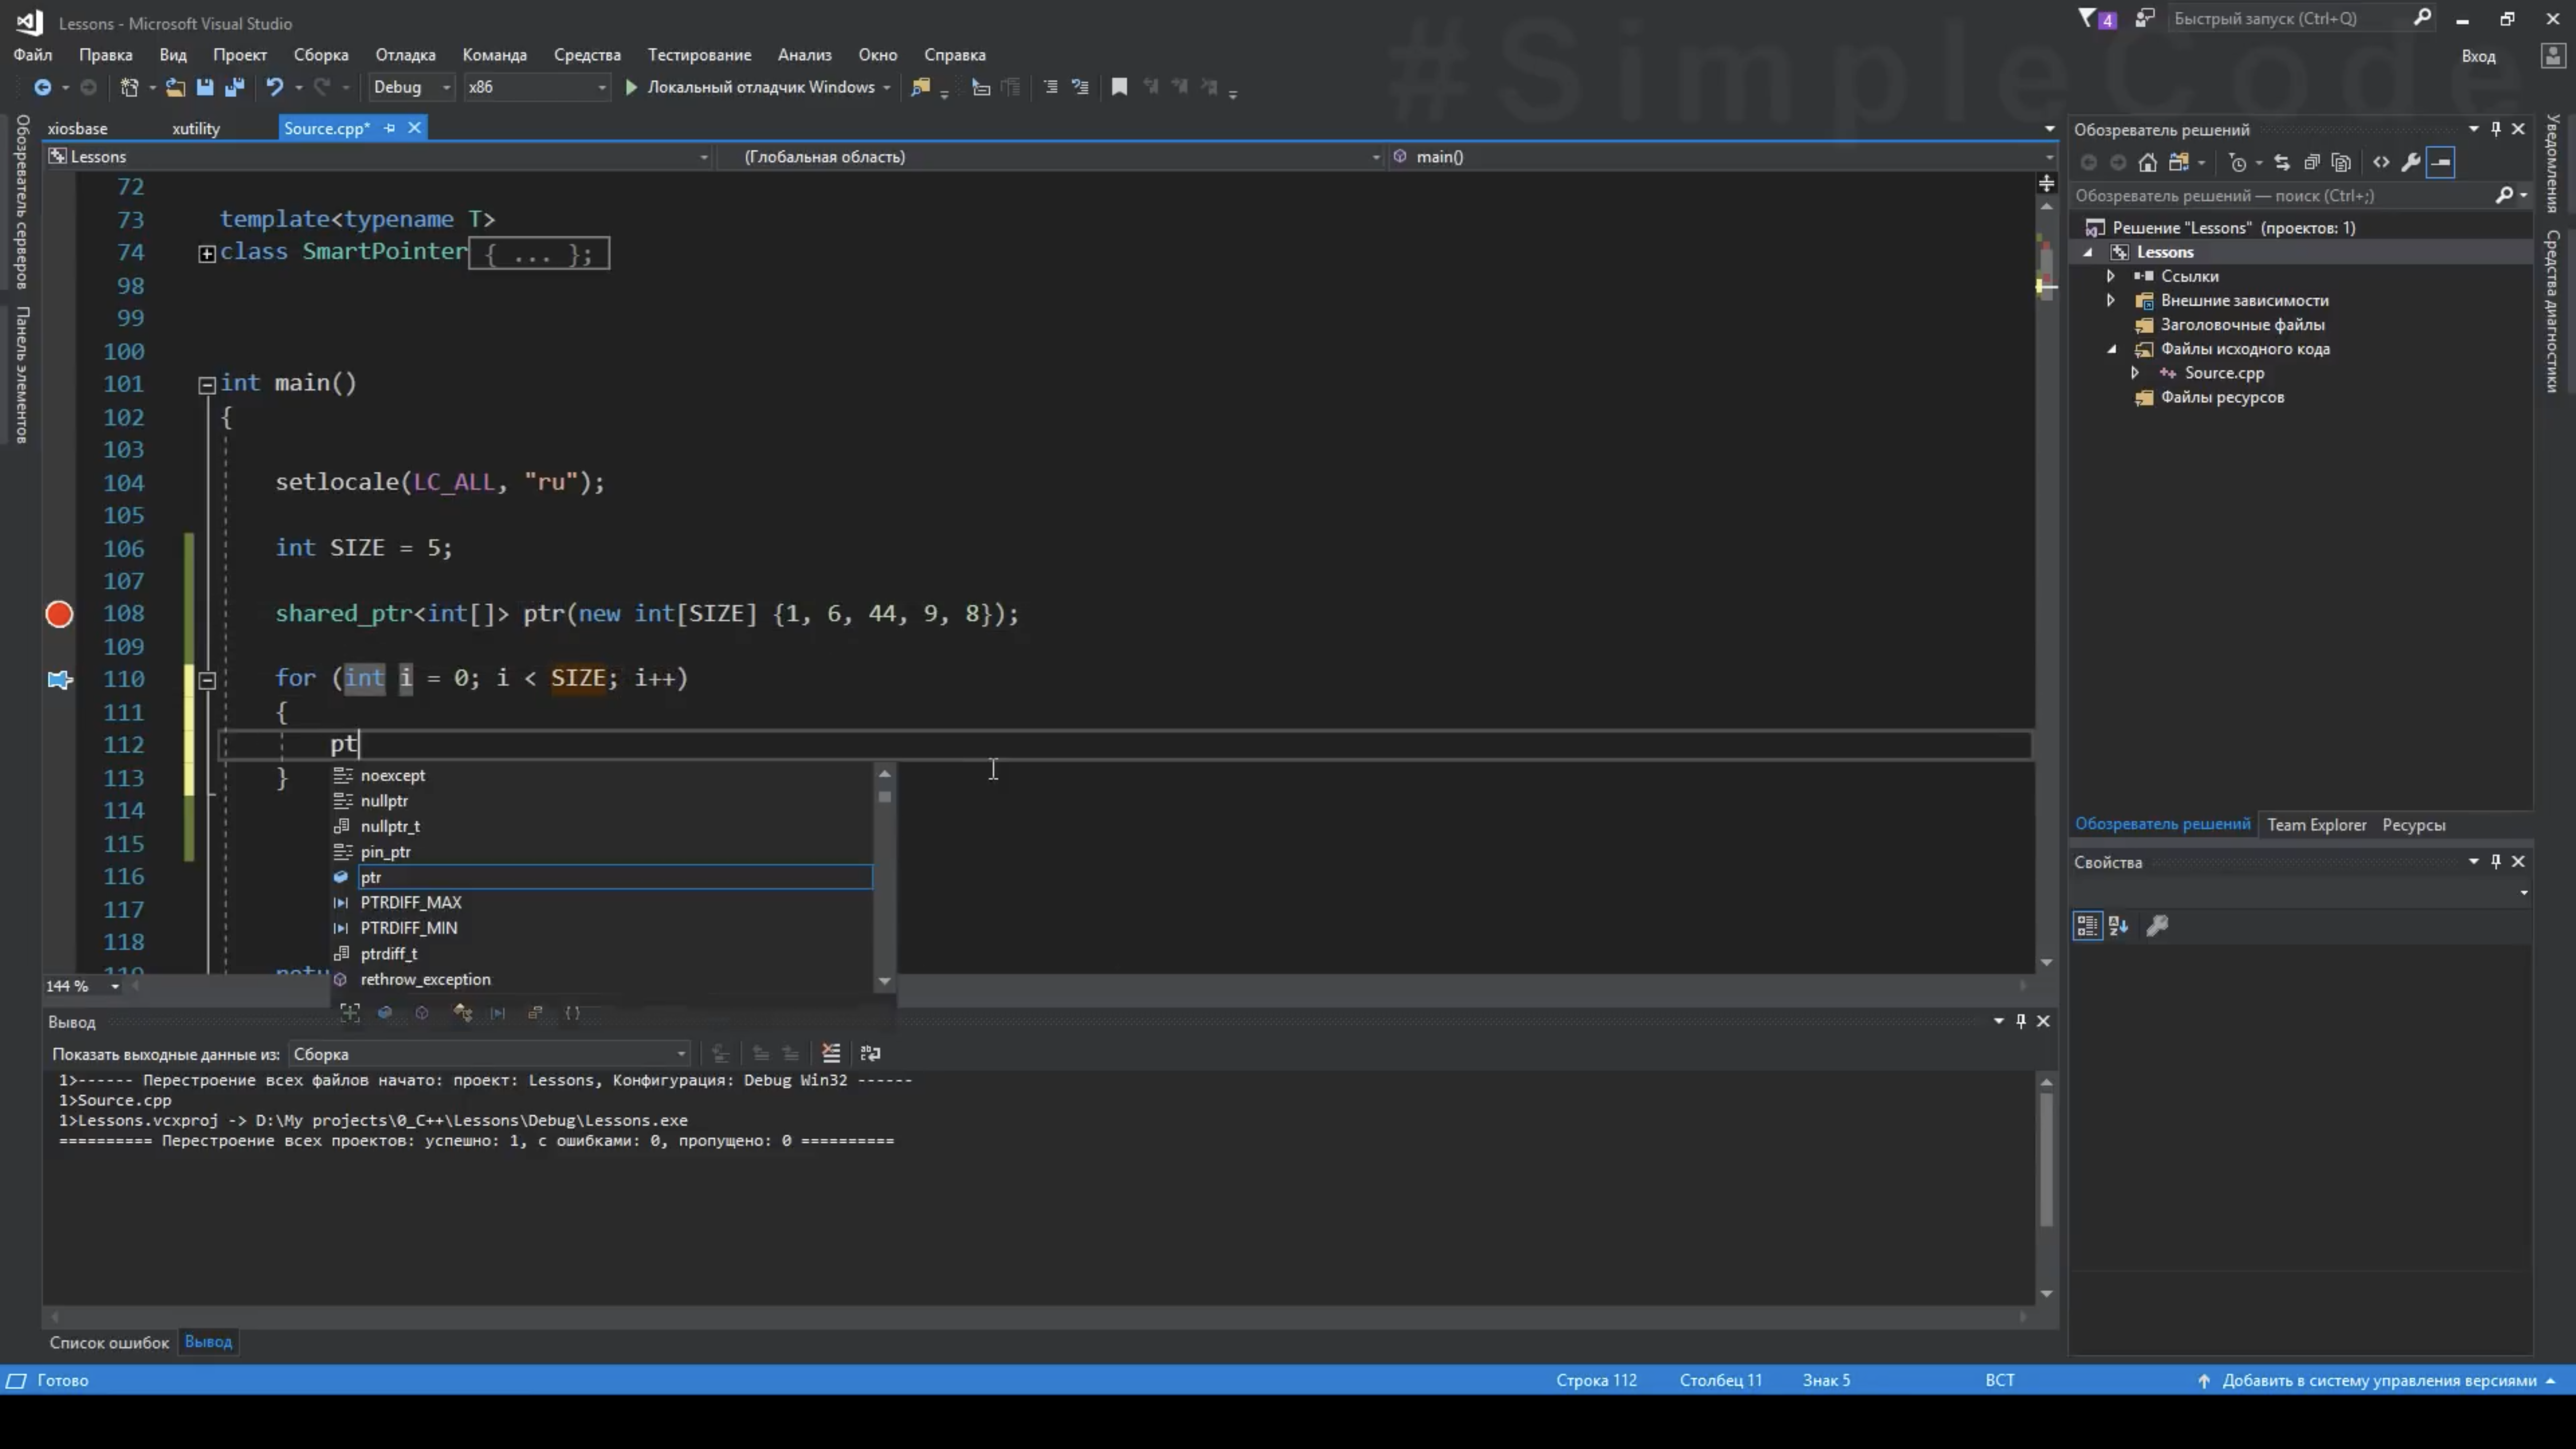 Lessons - Microsoft Visual Studio
#SimpleCode
4
Быстрый запуск (Ctrl+Q)
Файл Правка Вид Проект Сборка Отладка Команда Средства Тестирование Анализ Окно Справка
Вход
Debug x86 Локальный отладчик Windows
Обозреватель серверов
Панель элементов
xiosbase xutility Source.cpp*
Lessons (Глобальная область) main()
72
73 template<typename T>
74 class SmartPointer{ ... };
98
99
100
101 int main()
102 {
103
104 setlocale(LC_ALL, "ru");
105
106 int SIZE = 5;
107
108 shared_ptr<int[]> ptr(new int[SIZE] {1, 6, 44, 9, 8});
109
110 for (int i = 0; i < SIZE; i++)
111 {
112 pt
113 }
114
115
116
117
118
noexcept
nullptr
nullptr_t
pin_ptr
ptr
PTRDIFF_MAX
PTRDIFF_MIN
ptrdiff_t
rethrow_exception
144 %
Вывод
Показать выходные данные из: Сборка
1>------ Перестроение всех файлов начато: проект: Lessons, Конфигурация: Debug Win32 ------
1>Source.cpp
1>Lessons.vcxproj -> D:\My projects\0_C++\Lessons\Debug\Lessons.exe
========== Перестроение всех проектов: успешно: 1, с ошибками: 0, пропущено: 0 ==========
Список ошибок Вывод
Обозреватель решений
Обозреватель решений — поиск (Ctrl+;)
Решение "Lessons" (проектов: 1)
Lessons
Ссылки
Внешние зависимости
Заголовочные файлы
Файлы исходного кода
Source.cpp
Файлы ресурсов
Обозреватель решений Team Explorer Ресурсы
Свойства
Уведомления
Средства диагностики
Готово Строка 112 Столбец 11 Знак 5 ВСТ Добавить в систему управления версиями